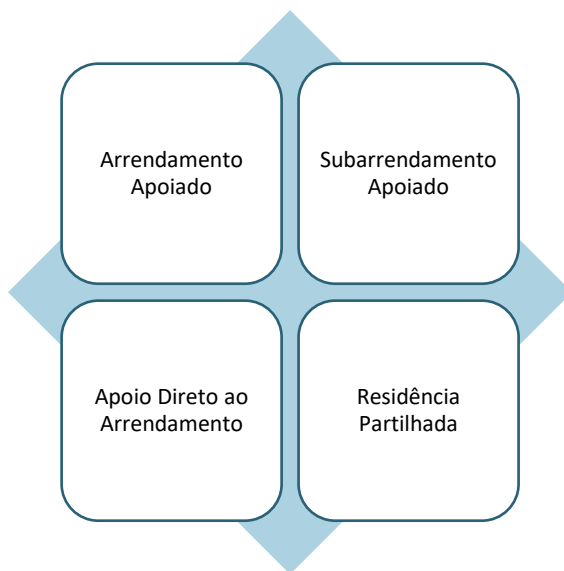 Arrendamento
Apoiado
Subarrendamento
Apoiado
Apoio Direto ao
Arrendamento
Residência
Partilhada